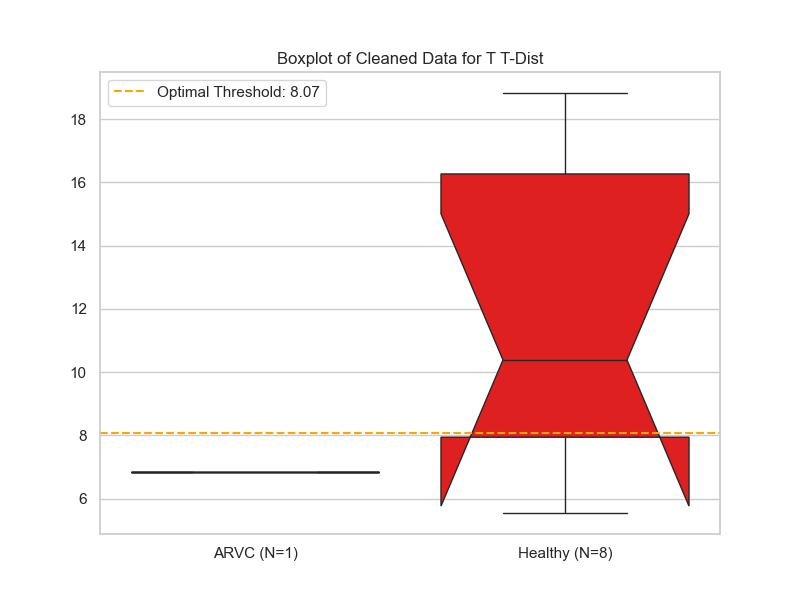 Boxplot of Cleaned Data for T T-Dist
Optimal Threshold: 8.07
18
16
14
12
10
8
6
ARVC (N=1)
Healthy (N=8)